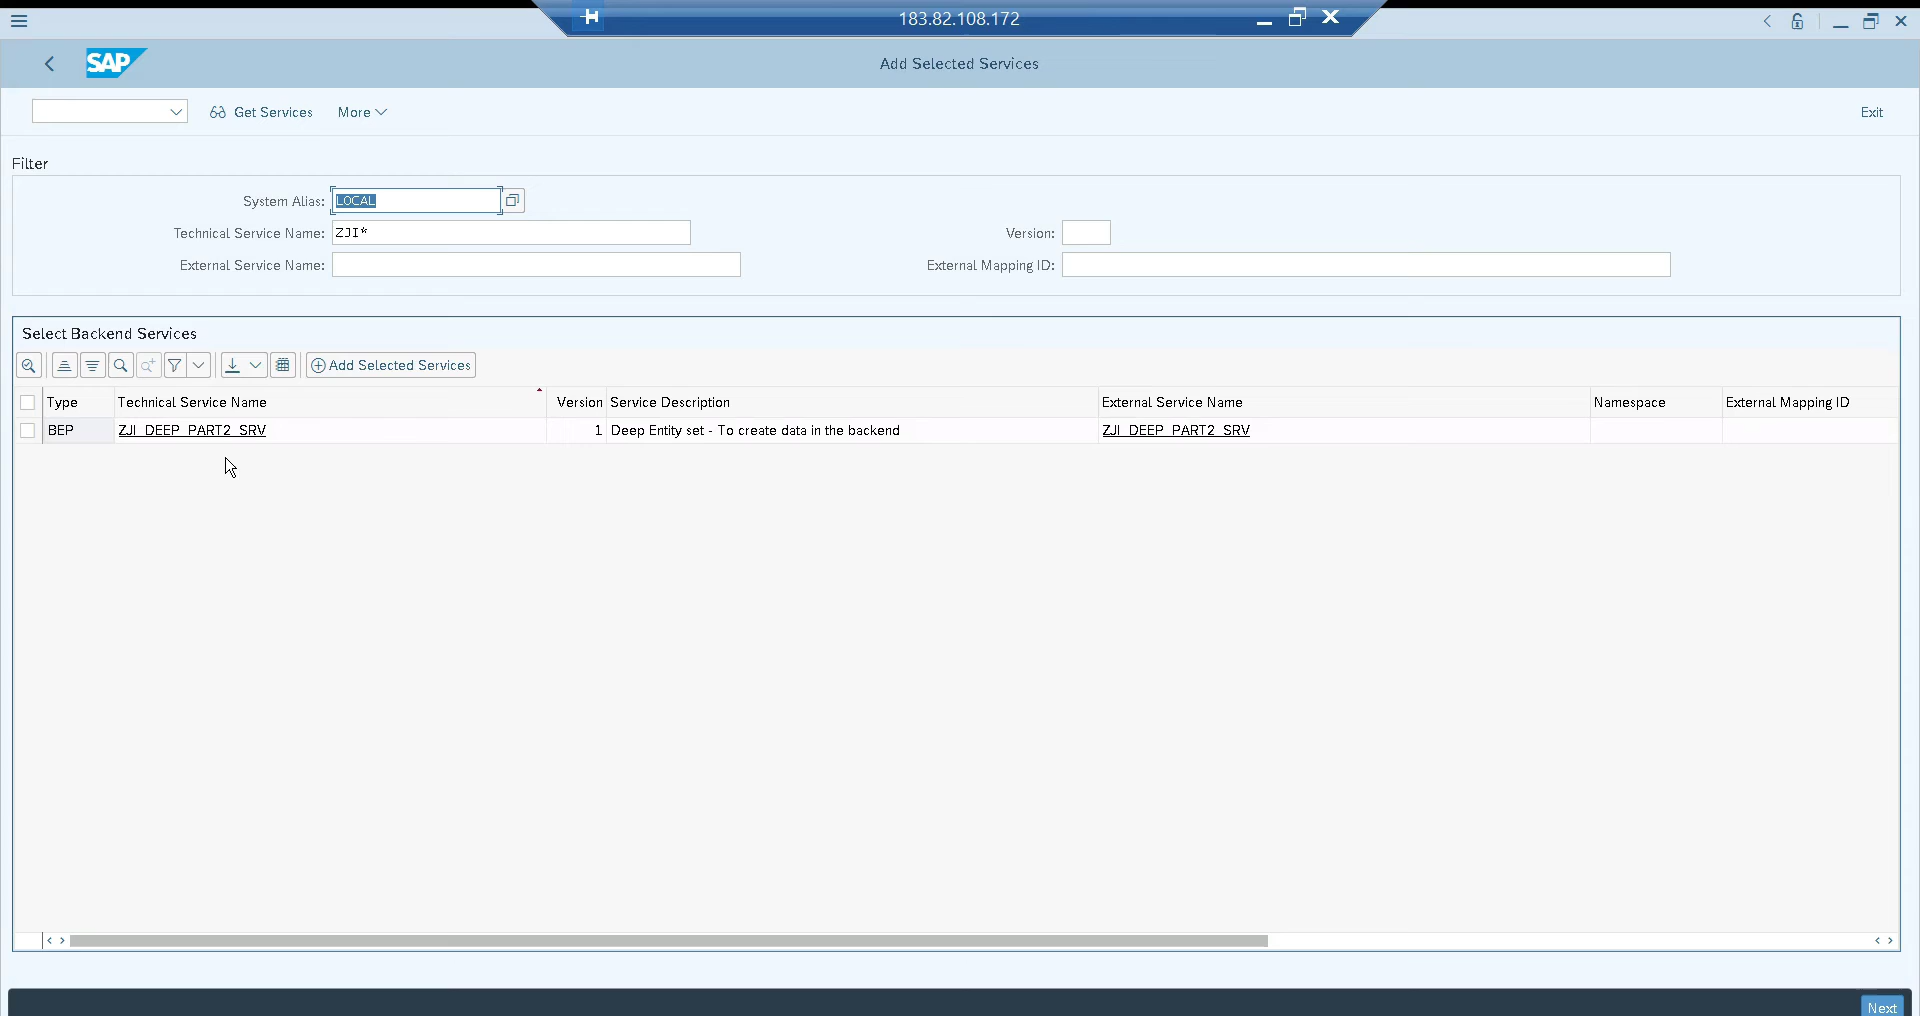 183.82.108.172
SAP
Add Selected Services
Get Services More Exit
Filter
System Alias: LOCAL
Technical Service Name: ZJI* Version:
External Service Name: External Mapping ID:
Select Backend Services
Add Selected Services
Type Technical Service Name Version Service Description External Service Name Namespace External Mapping ID
BEP ZJI_DEEP_PART2_SRV 1 Deep Entity set - To create data in the backend ZJI_DEEP_PART2_SRV
Next